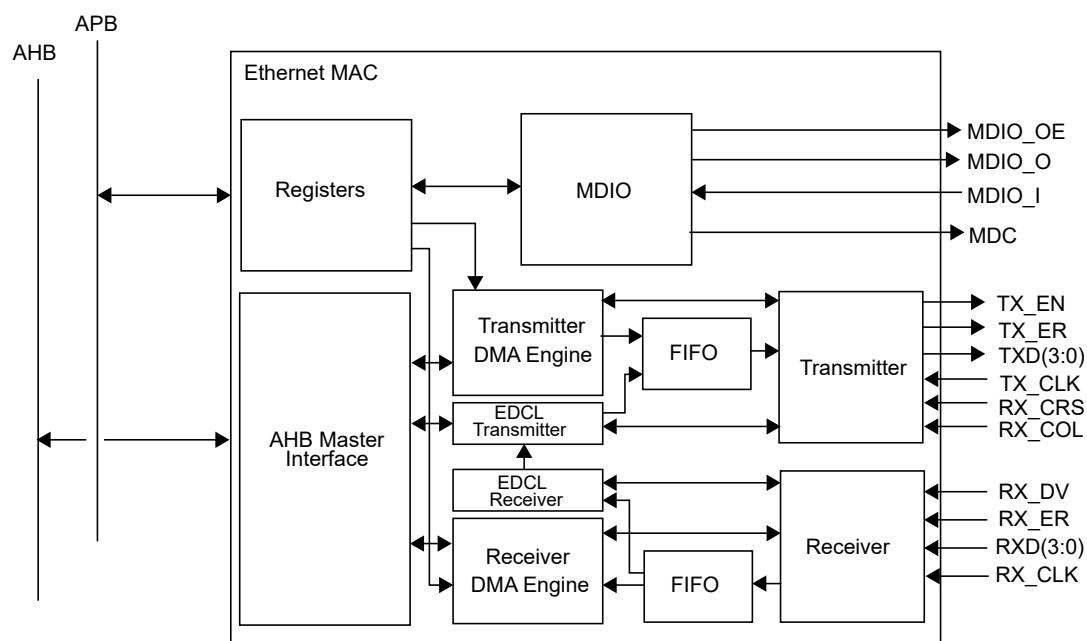 APB
AHB
Ethernet MAC
Registers
MDIO
MDIO_OE
MDIO_O
MDIO_I
MDC
Transmitter
DMA Engine
FIFO
Transmitter
TX_EN
TX_ER
TXD(3:0)
TX_CLK
RX_CRS
RX_COL
EDCL
Transmitter
AHB Master
Interface
EDCL
Receiver
Receiver
DMA Engine
FIFO
Receiver
RX_DV
RX_ER
RXD(3:0)
RX_CLK